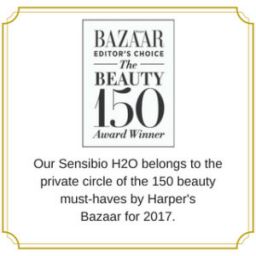 BAZAAR
EDITOR'S CHOICE
The
BEAUTY
150
Award Winner
Our Sensibio H2O belongs to the
private circle of the 150 beauty
must-haves by Harper's
Bazaar for 2017.